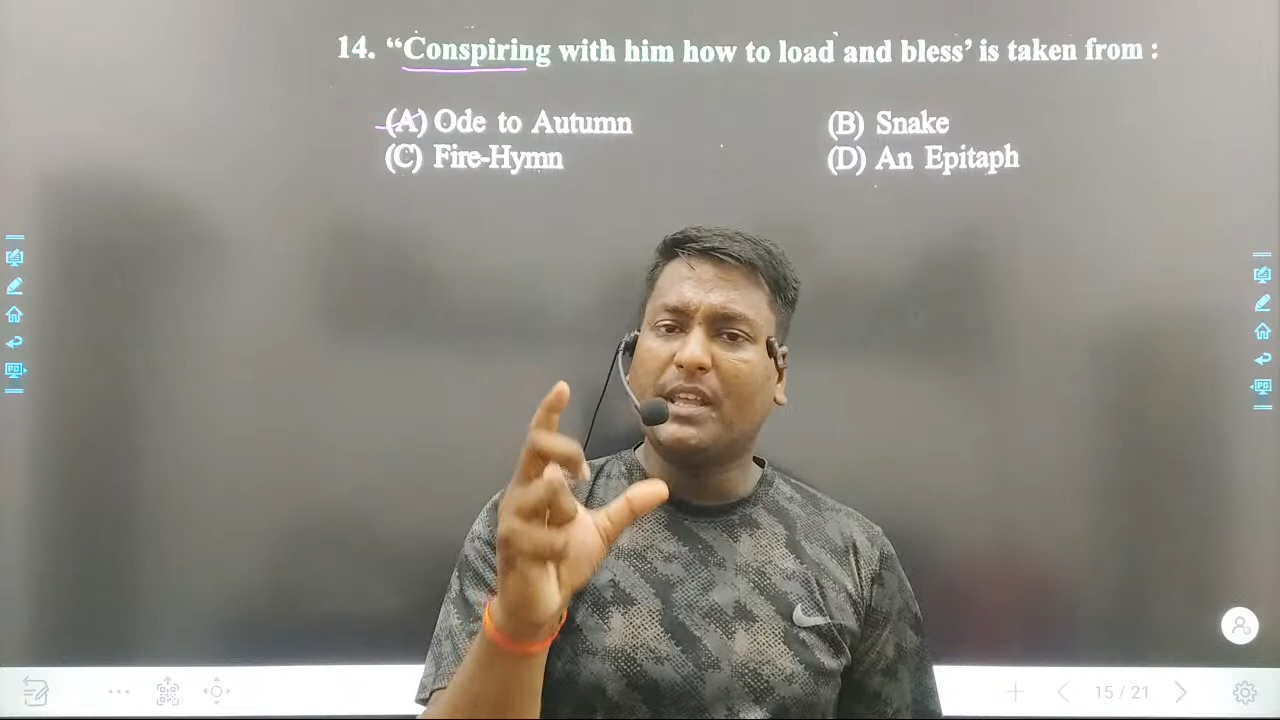 14. “Conspiring with him how to load and bless’ is taken from :
(A) Ode to Autumn (B) Snake
(C) Fire-Hymn (D) An Epitaph
15 / 21